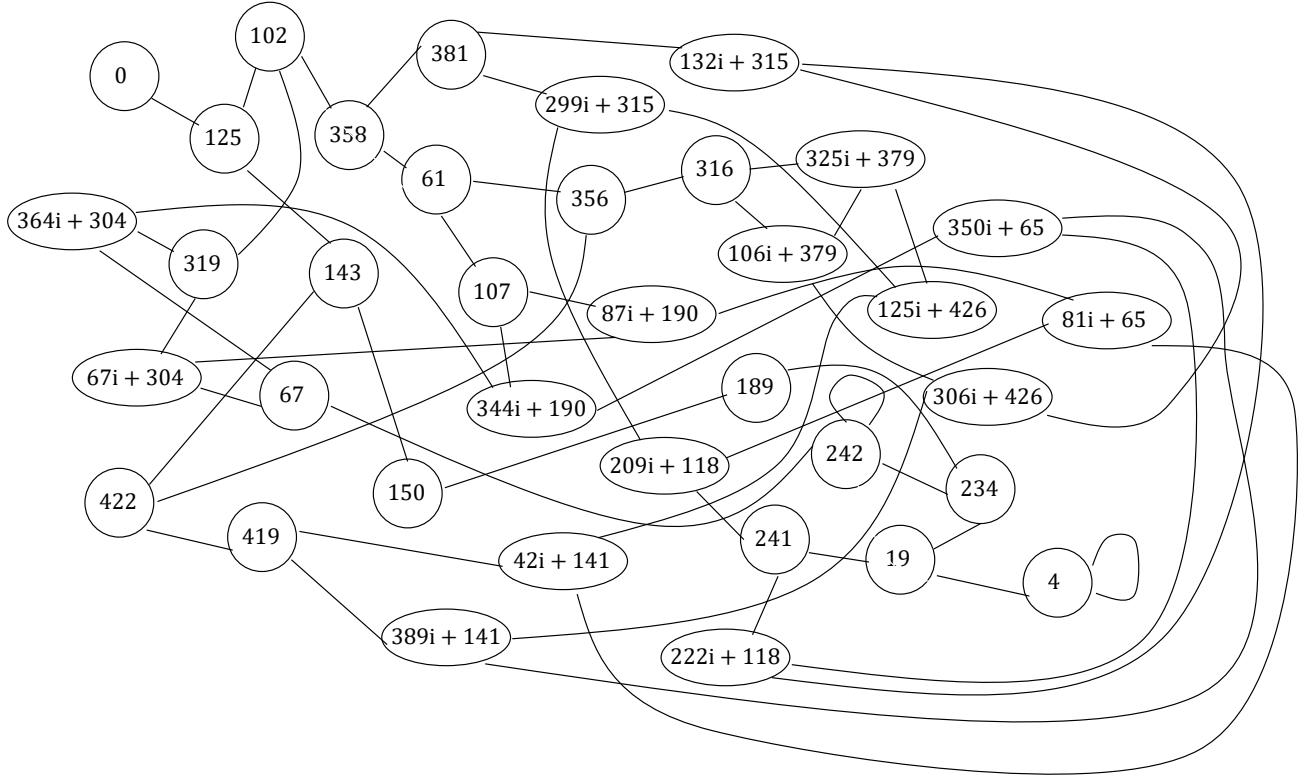 102
381
132i + 315
0
299i + 315
125
358
316
325i + 379
61
356
364i + 304
350i + 65
319
143
106i + 379
107
87i + 190
125i + 426
81i + 65
67i + 304
67
189
306i + 426
344i + 190
242
209i + 118
422
150
234
419
241
42i + 141
19
4
389i + 141
222i + 118